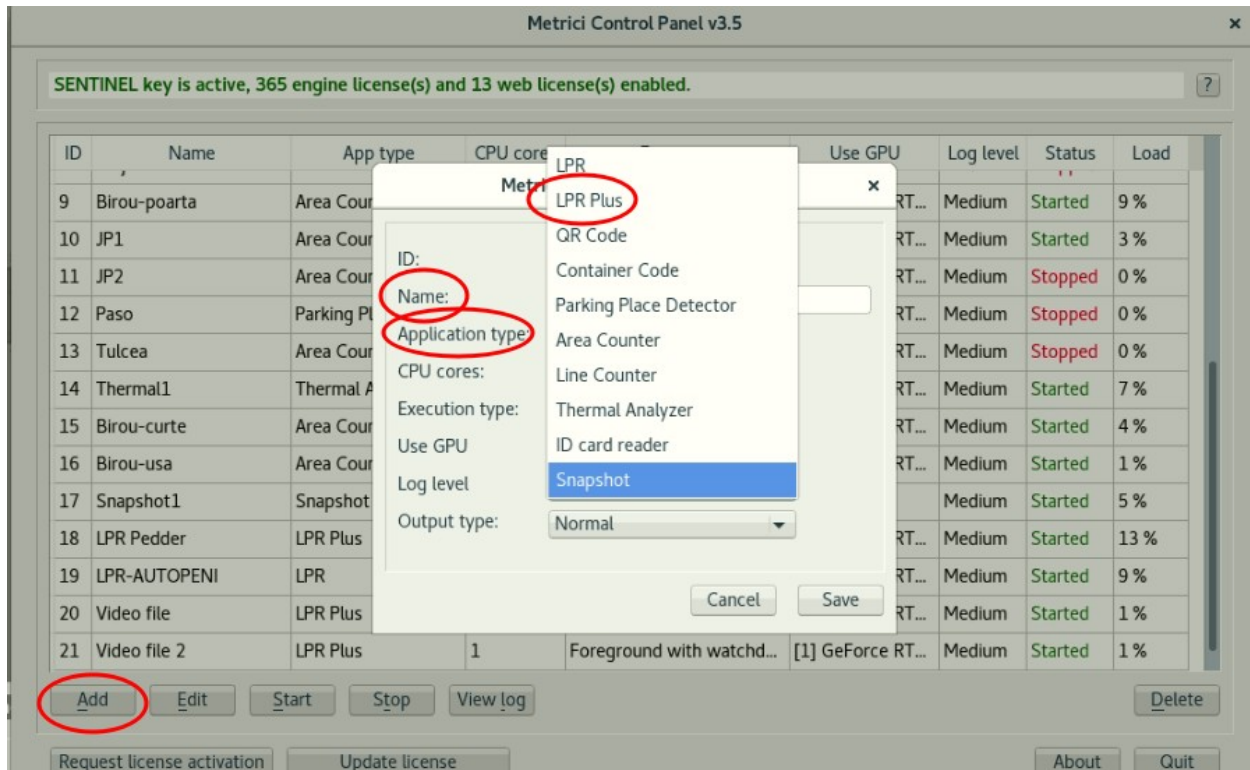 Metrici Control Panel v3.5
SENTINEL key is active, 365 engine license(s) and 13 web license(s) enabled.
?
ID Name App type CPU core Use GPU Log level Status Load
9 Birou-poarta Area Coun RT... Medium Started 9 %
10 JP1 Area Coun RT... Medium Started 3 %
11 JP2 Area Coun RT... Medium Stopped 0 %
12 Paso Parking Pl RT... Medium Stopped 0 %
13 Tulcea Area Coun RT... Medium Stopped 0 %
14 Thermal1 Thermal A RT... Medium Started 7 %
15 Birou-curte Area Coun RT... Medium Started 4 %
16 Birou-usa Area Coun RT... Medium Started 1 %
17 Snapshot1 Snapshot Medium Started 5 %
18 LPR Pedder LPR Plus RT... Medium Started 13 %
19 LPR-AUTOPENI LPR RT... Medium Started 9 %
20 Video file LPR Plus RT... Medium Started 1 %
21 Video file 2 LPR Plus 1 Foreground with watchd... [1] GeForce RT... Medium Started 1 %
Metri
ID:
Name:
Application type:
CPU cores:
Execution type:
Use GPU
Log level
Output type: Normal
LPR
LPR Plus
QR Code
Container Code
Parking Place Detector
Area Counter
Line Counter
Thermal Analyzer
ID card reader
Snapshot
Cancel Save
Add Edit Start Stop View log Delete
Request license activation Update license About Quit